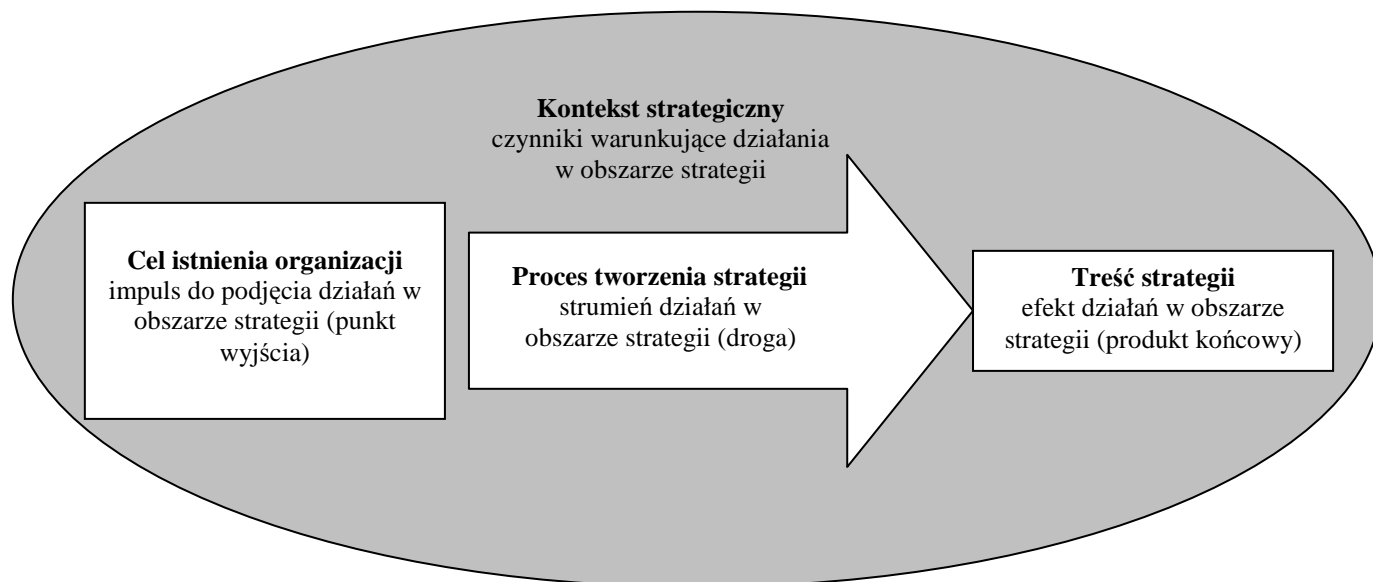 Kontekst strategiczny
czynniki warunkujące działania
w obszarze strategii
Cel istnienia organizacji
impuls do podjęcia działań w
obszarze strategii (punkt
wyjścia)
Proces tworzenia strategii
strumień działań w
obszarze strategii (droga)
Treść strategii
efekt działań w obszarze
strategii (produkt końcowy)